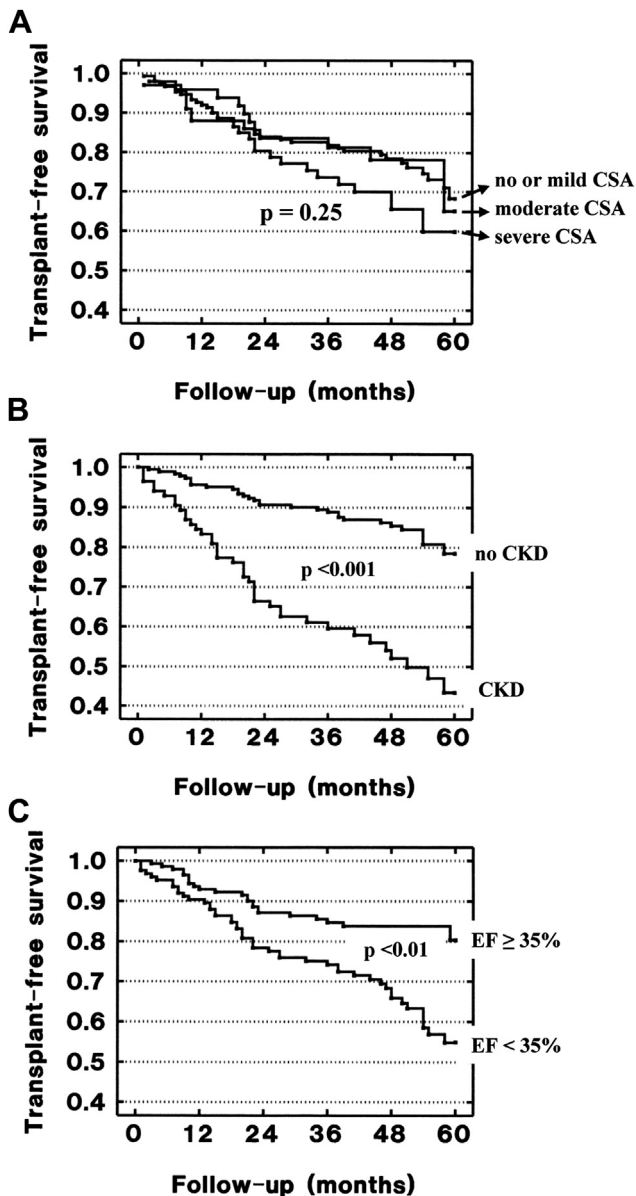 A
Transplant-free survival
1.0
0.9
0.8
0.7
0.6
0.5
0.4
p = 0.25
no or mild CSA
moderate CSA
severe CSA
0 12 24 36 48 60
Follow-up (months)
B
Transplant-free survival
1.0
0.9
0.8
0.7
0.6
0.5
0.4
p <0.001
no CKD
CKD
0 12 24 36 48 60
Follow-up (months)
C
Transplant-free survival
1.0
0.9
0.8
0.7
0.6
0.5
0.4
p <0.01
EF ≥ 35%
EF < 35%
0 12 24 36 48 60
Follow-up (months)